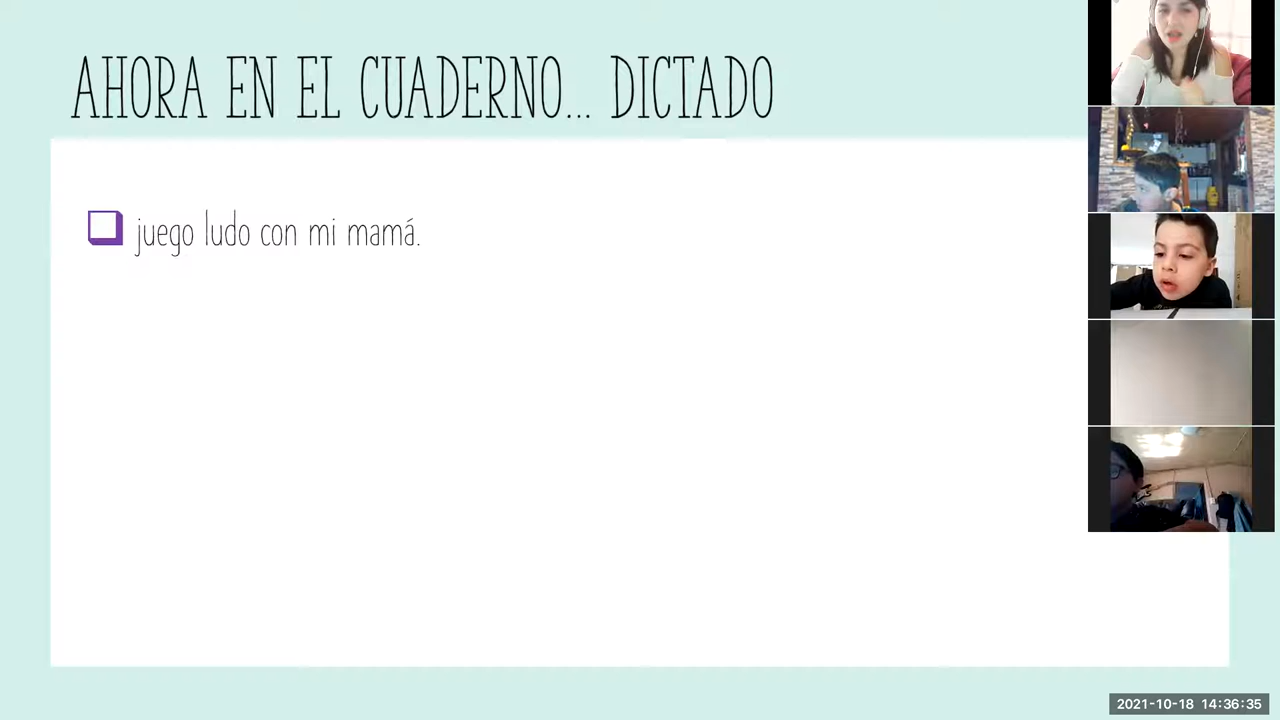 AHORA EN EL CUADERNO... DICTADO
juego ludo con mi mamá.
2021-10-18 14:36:35